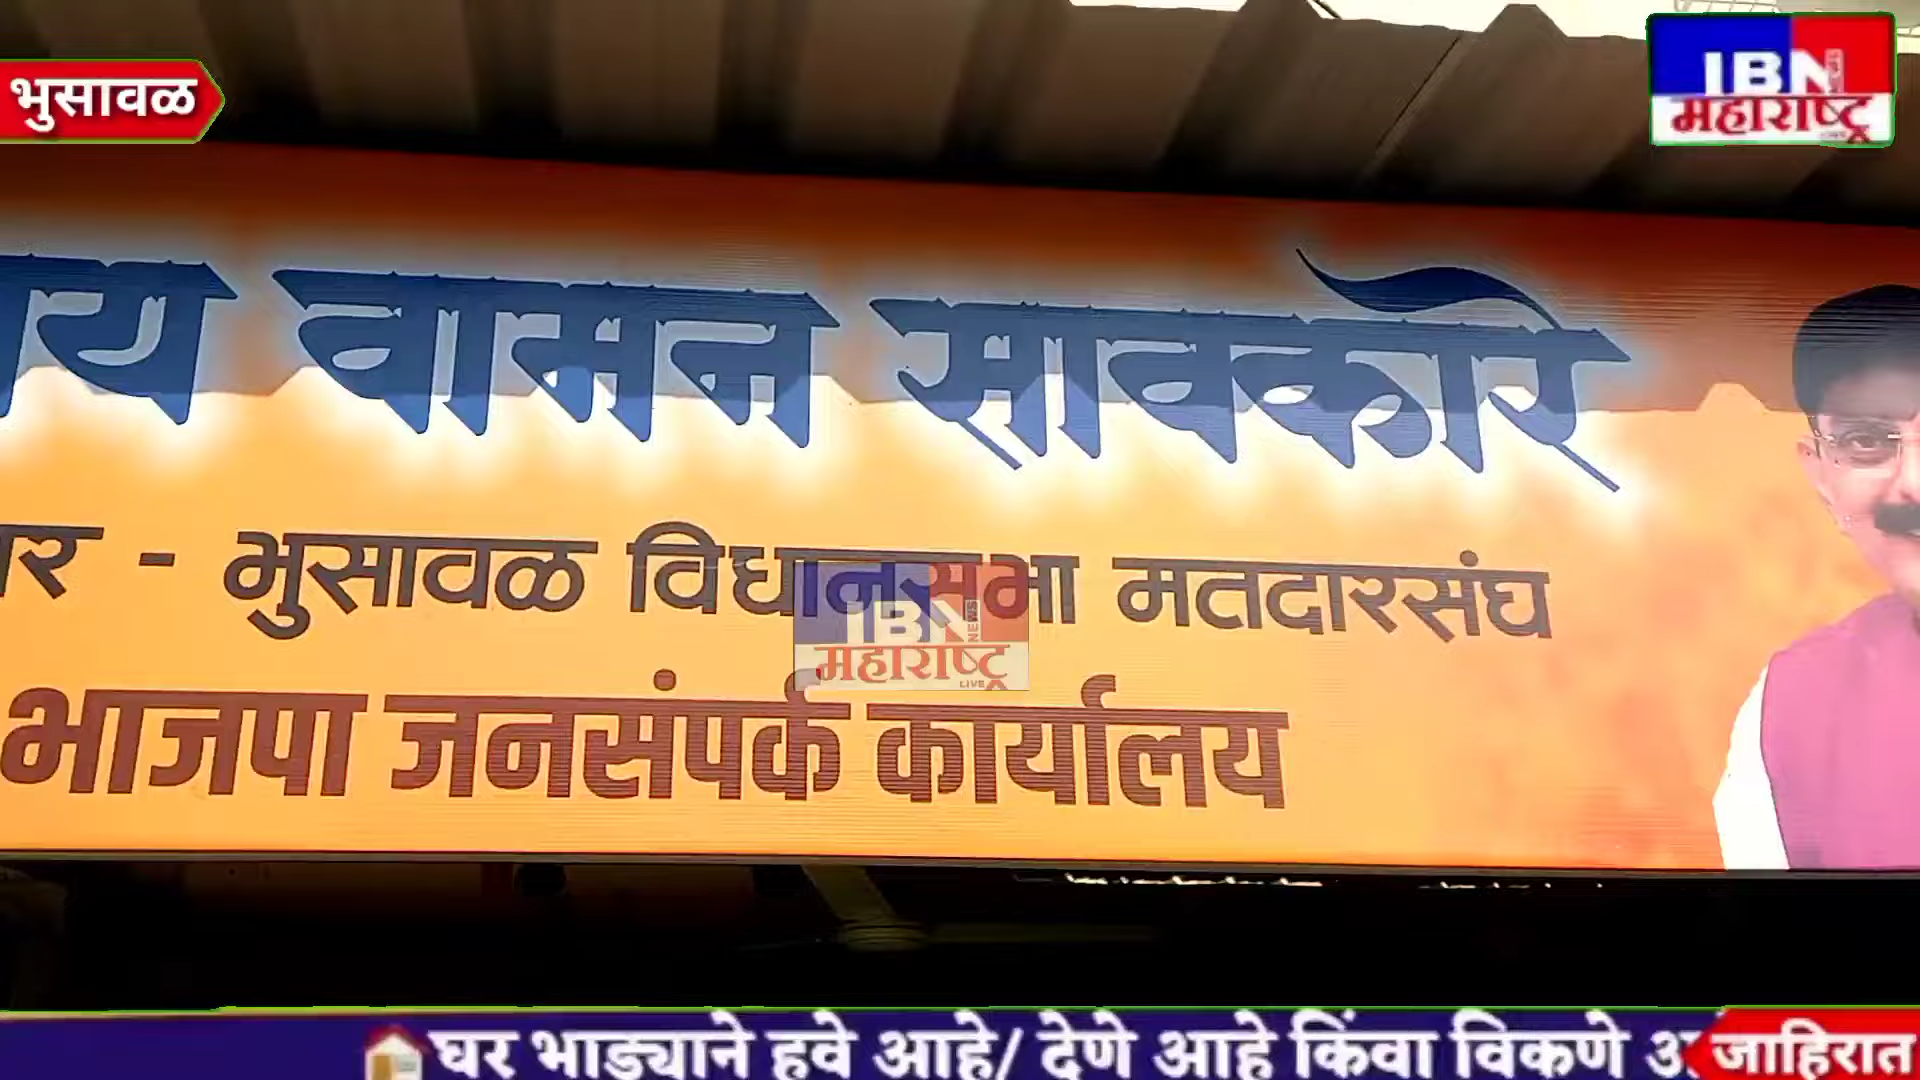 भुसावळ
IBN
महाराष्ट्र
य वामन सावकारे
र - भुसावळ विधानसभा मतदारसंघ
IBN NEWS
महाराष्ट्र
LIVE
भाजपा जनसंपर्क कार्यालय
घर भाड्याने हवे आहे/ देणे आहे किंवा विकणे
जाहिरात